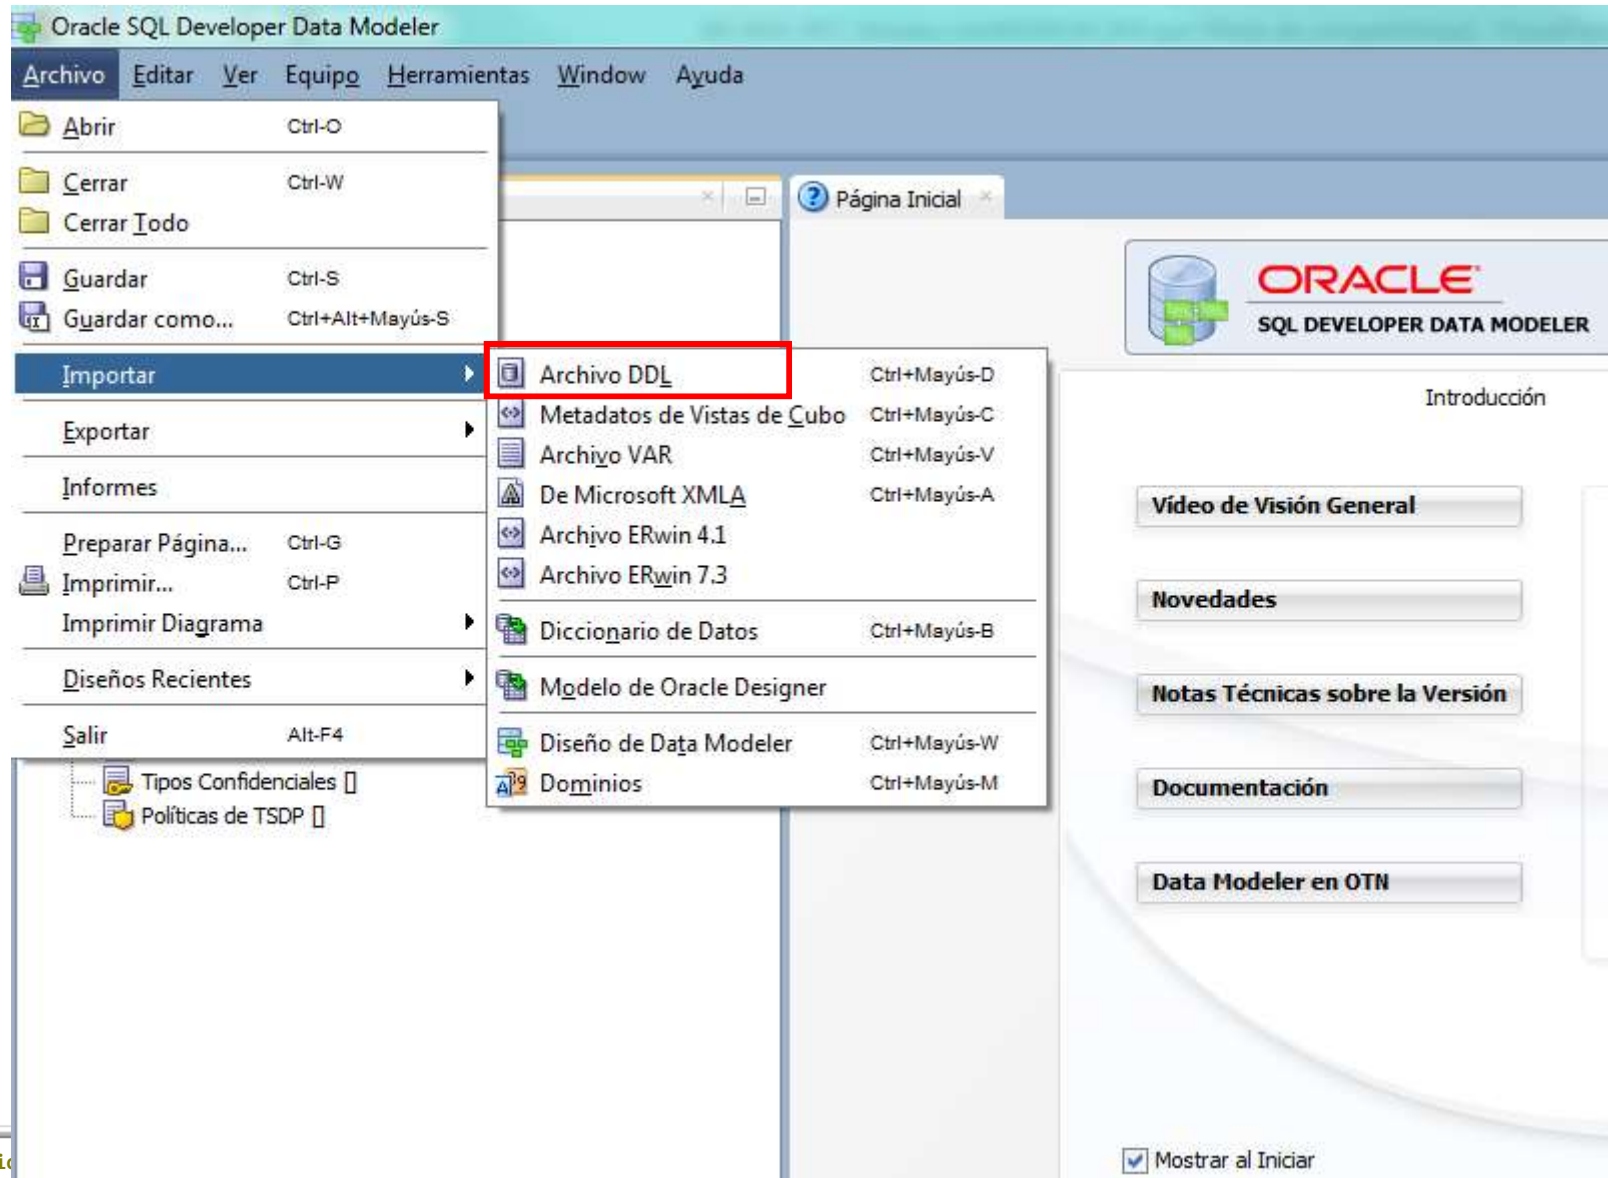 Oracle SQL Developer Data Modeler
Archivo Editar Ver Equipo Herramientas Window Ayuda
Abrir Ctrl-O
Cerrar Ctrl-W
Cerrar Todo
Guardar Ctrl-S
Guardar como... Ctrl+Alt+Mayús-S
Importar
Exportar
Informes
Preparar Página... Ctrl-G
Imprimir... Ctrl-P
Imprimir Diagrama
Diseños Recientes
Salir Alt-F4
Archivo DDL Ctrl+Mayús-D
Metadatos de Vistas de Cubo Ctrl+Mayús-C
Archivo VAR Ctrl+Mayús-V
De Microsoft XMLA Ctrl+Mayús-A
Archivo ERwin 4.1
Archivo ERwin 7.3
Diccionario de Datos Ctrl+Mayús-B
Modelo de Oracle Designer
Diseño de Data Modeler Ctrl+Mayús-W
Dominios Ctrl+Mayús-M
Tipos Confidenciales []
Políticas de TSDP []
Página Inicial
ORACLE
SQL DEVELOPER DATA MODELER
Introducción
Vídeo de Visión General
Novedades
Notas Técnicas sobre la Versión
Documentación
Data Modeler en OTN
Mostrar al Iniciar